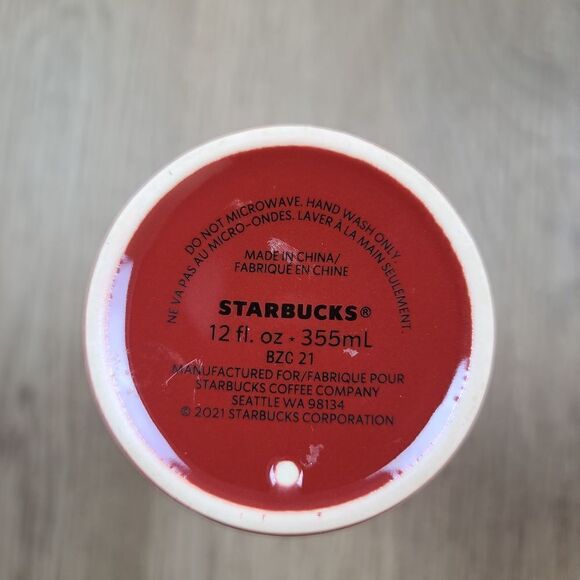 DO NOT MICROWAVE. HAND WASH ONLY
NE VA PAS AU MICRO-ONDES. LAVER À LA MAIN SEULEMENT.
MADE IN CHINA/
FABRIQUÉ EN CHINE
STARBUCKS®
12 fl. oz • 355mL
BZC 21
MANUFACTURED FOR/FABRIQUE POUR
STARBUCKS COFFEE COMPANY
SEATTLE WA 98134
© 2021 STARBUCKS CORPORATION